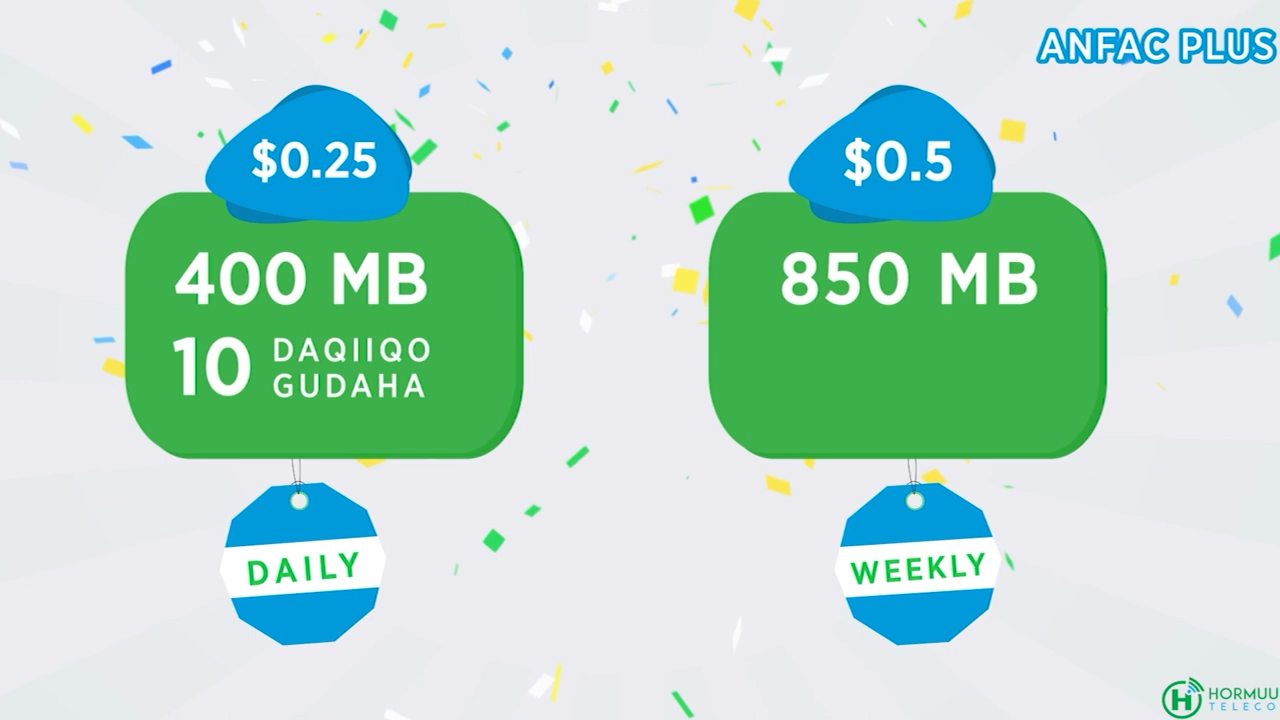 ANFAC PLUS
$0.25
400 MB
10 DAQIIQO
GUDAHA
DAILY
$0.5
850 MB
WEEKLY
HORMUU
TELECO